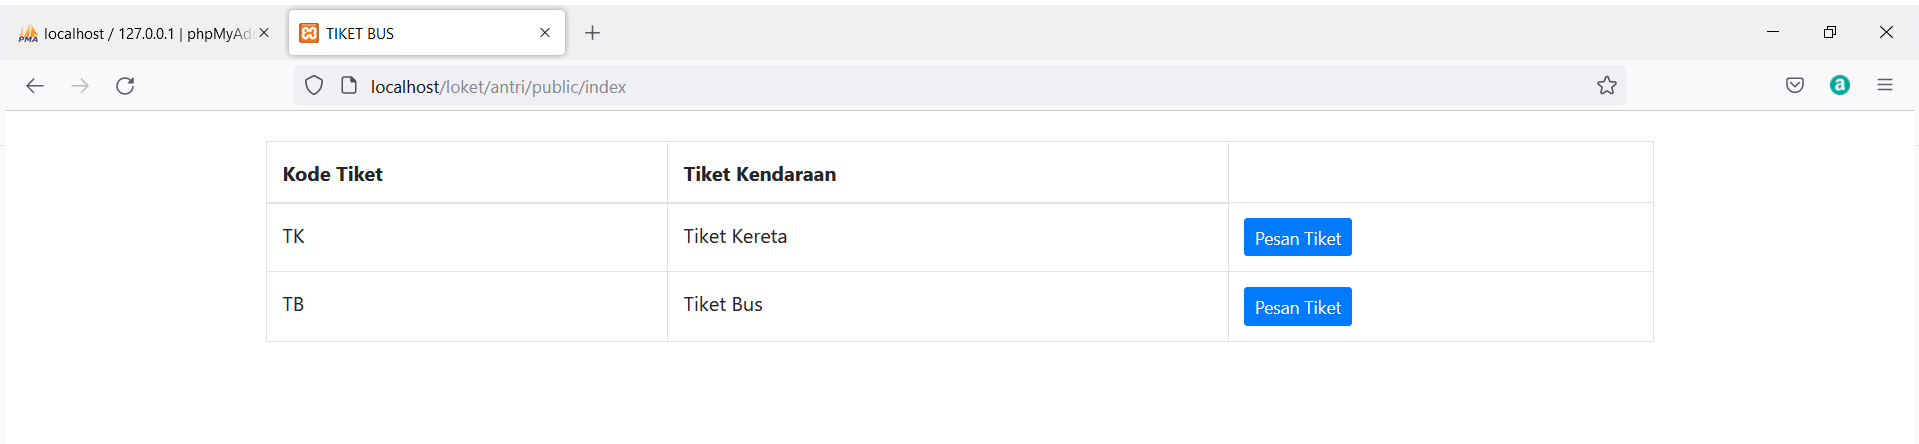 PMA localhost / 127.0.0.1 | phpMyAd
TIKET BUS
localhost/loket/antri/public/index
a
Kode Tiket Tiket Kendaraan
TK Tiket Kereta Pesan Tiket
TB Tiket Bus Pesan Tiket